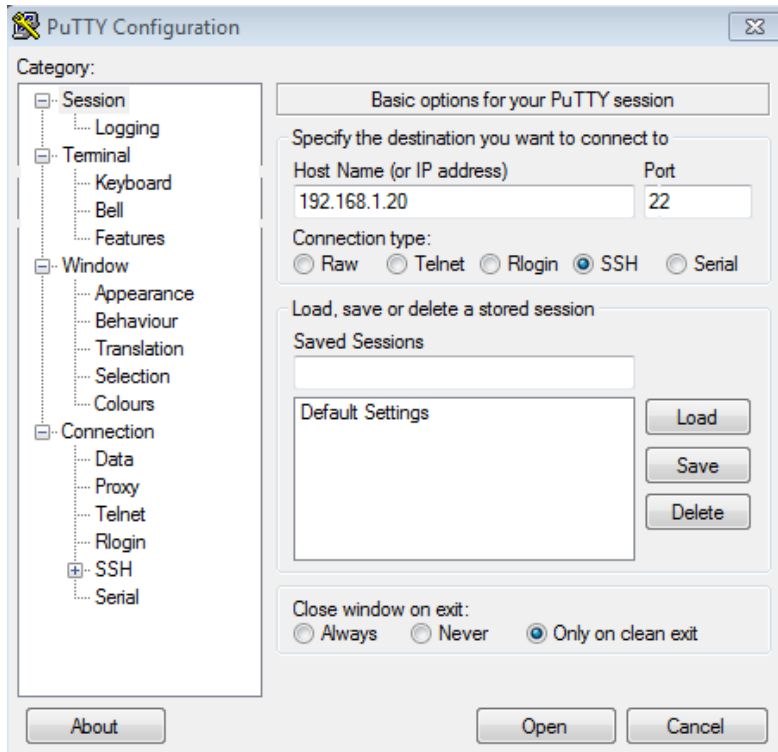 PuTTY Configuration
Category:
Session
Logging
Terminal
Keyboard
Bell
Features
Window
Appearance
Behaviour
Translation
Selection
Colours
Connection
Data
Proxy
Telnet
Rlogin
SSH
Serial
Basic options for your PuTTY session
Specify the destination you want to connect to
Host Name (or IP address) Port
192.168.1.20 22
Connection type:
Raw Telnet Rlogin SSH Serial
Load, save or delete a stored session
Saved Sessions
Default Settings
Load
Save
Delete
Close window on exit:
Always Never Only on clean exit
About Open Cancel